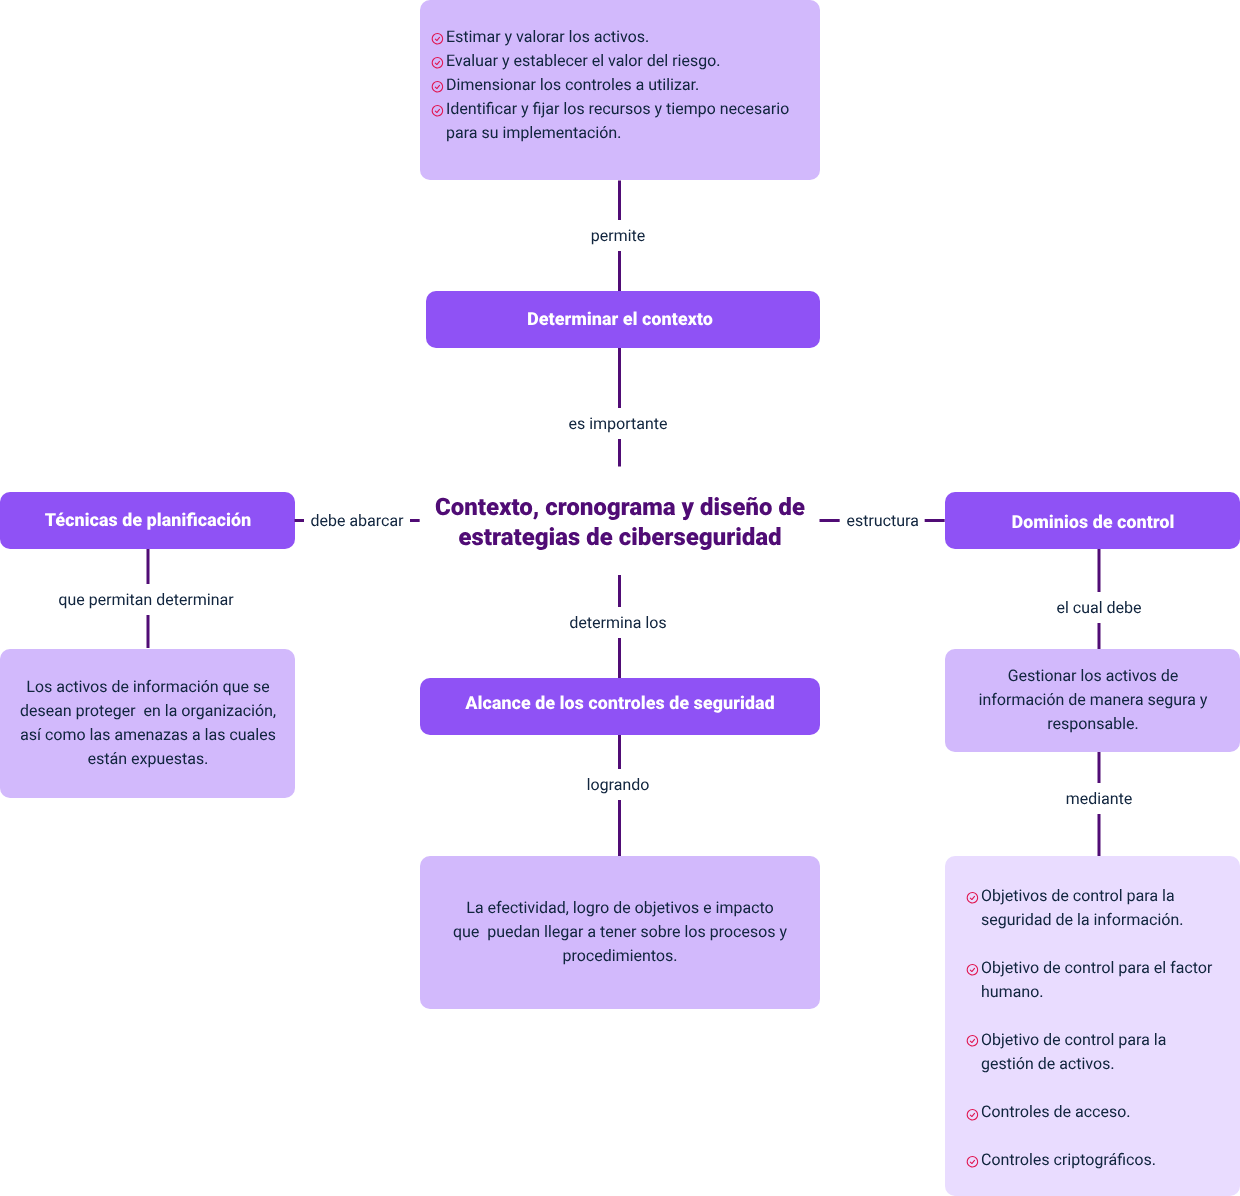 Estimar y valorar los activos.
Evaluar y establecer el valor del riesgo.
Dimensionar los controles a utilizar.
Identificar y fijar los recursos y tiempo necesario
para su implementación.
permite
Determinar el contexto
es importante
Contexto, cronograma y diseño de
estrategias de ciberseguridad
debe abarcar
Técnicas de planificación
que permitan determinar
Los activos de información que se
desean proteger  en la organización,
así como las amenazas a las cuales
están expuestas.
determina los
Alcance de los controles de seguridad
logrando
La efectividad, logro de objetivos e impacto
que  puedan llegar a tener sobre los procesos y
procedimientos.
estructura
Dominios de control
el cual debe
Gestionar los activos de
información de manera segura y
responsable.
mediante
Objetivos de control para la
seguridad de la información.
Objetivo de control para el factor
humano.
Objetivo de control para la
gestión de activos.
Controles de acceso.
Controles criptográficos.